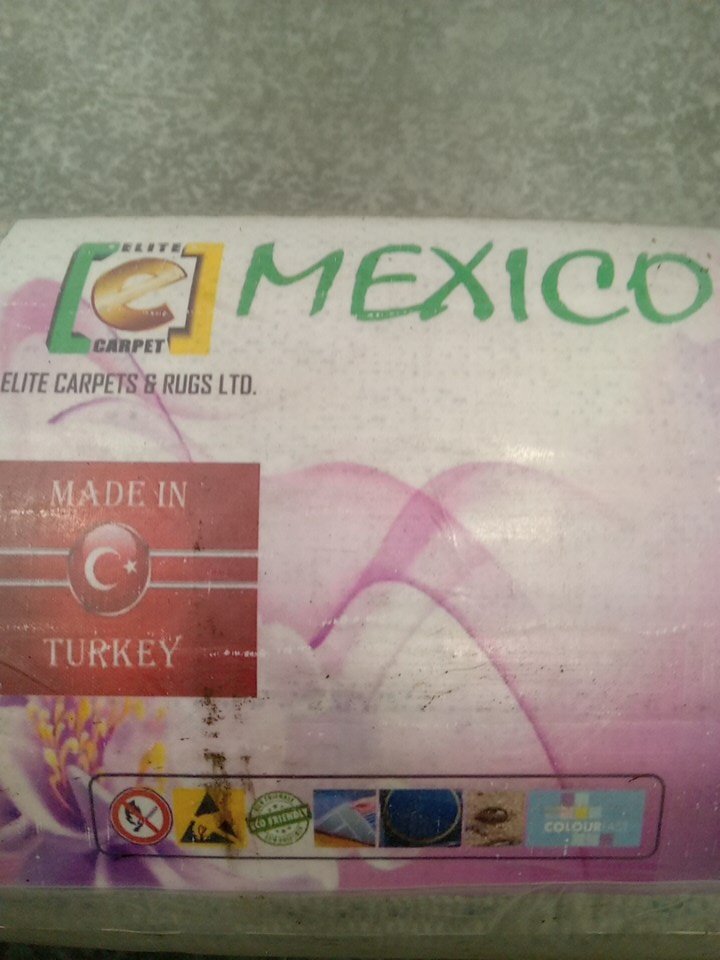 ELITE
CARPET
MEXICO
ELITE CARPETS & RUGS LTD.
MADE IN
TURKEY
ECO FRIENDLY
COLOURFAST